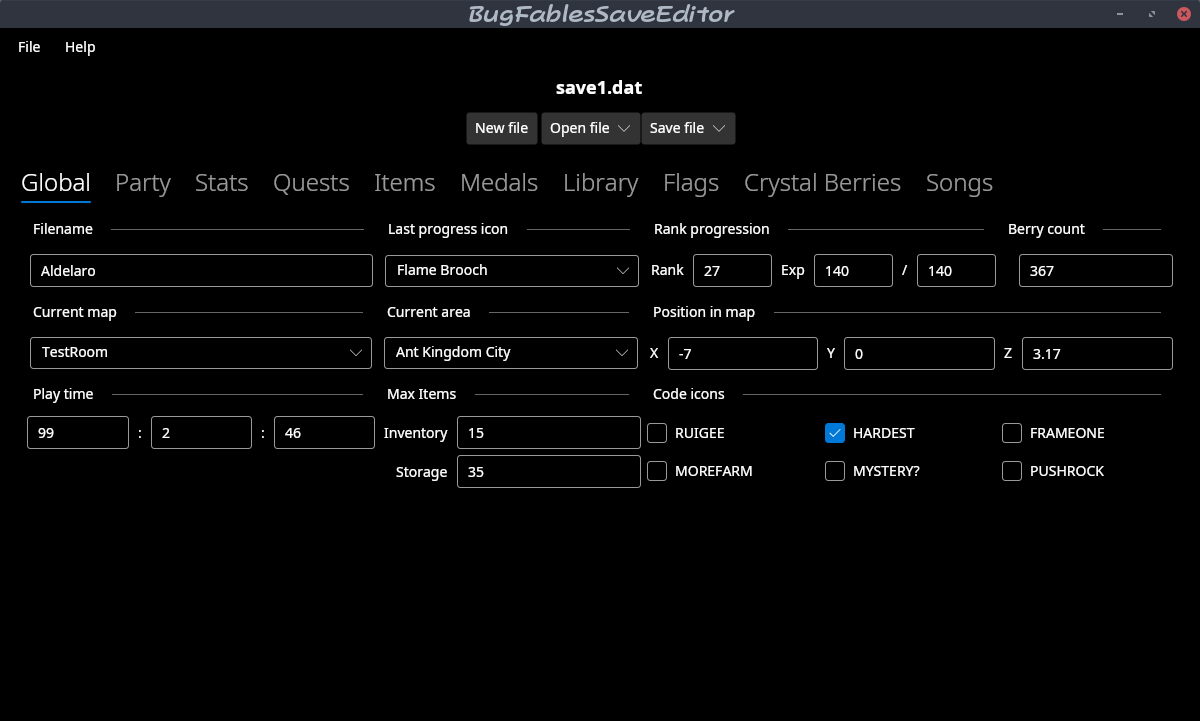 BugFablesSaveEditor
File Help
save1.dat
New file Open file Save file
Global Party Stats Quests Items Medals Library Flags Crystal Berries Songs
Filename Last progress icon Rank progression Berry count
Aldelaro Flame Brooch Rank 27 Exp 140 / 140 367
Current map Current area Position in map
TestRoom Ant Kingdom City X -7 Y 0 Z 3.17
Play time Max Items Code icons
99 : 2 : 46 Inventory 15 RUIGEE HARDEST FRAMEONE
Storage 35 MOREFARM MYSTERY? PUSHROCK